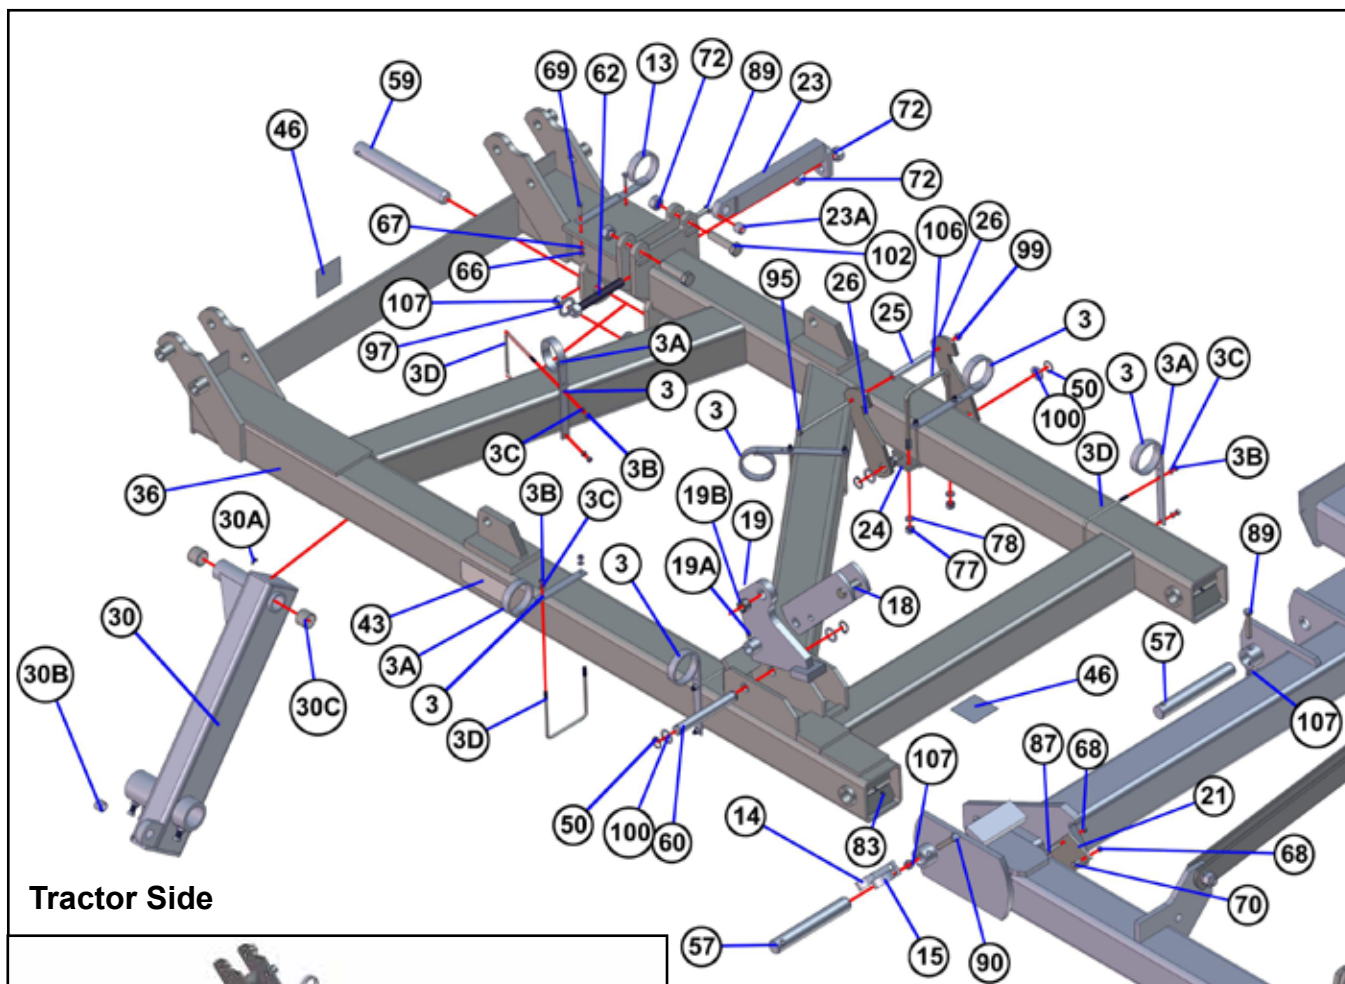 69 62 13 72 89 23
59
72
46
72
23A
106 26
67
102 99
66
95 26
107
25
3
97 3A
3D
3 3A 3C
50
3
3 100
3C 3B
3D 3B
36
3B 3C
19B 19
24 78
30A
77
89
3
19A
18
43
30
57
3A
46
30B 30C
3
107
3D
87 68
107
21
50 100 60
14
83
68
70
Tractor Side
57
15 90